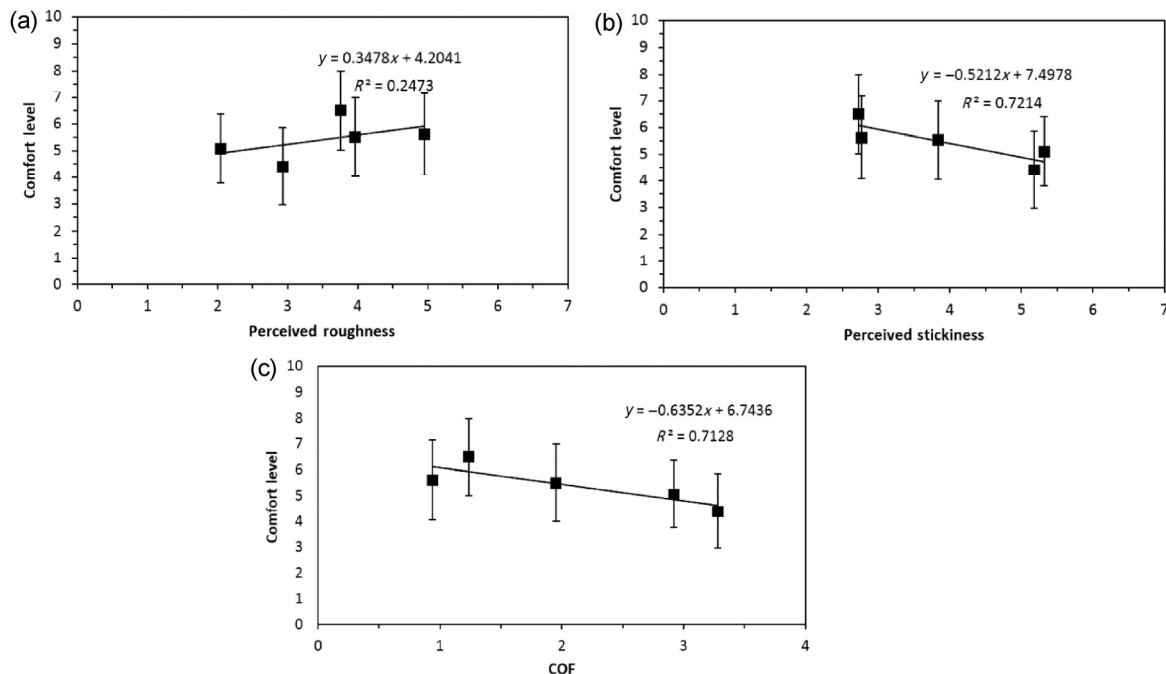 (a)
10
9
8
7
6
5
4
3
2
1
0
Comfort level
y = 0.3478x + 4.2041
R² = 0.2473
0 1 2 3 4 5 6 7
Perceived roughness
(b)
10
9
8
7
6
5
4
3
2
1
0
Comfort level
y = −0.5212x + 7.4978
R² = 0.7214
0 1 2 3 4 5 6 7
Perceived stickiness
(c)
10
9
8
7
6
5
4
3
2
1
0
Comfort level
y = −0.6352x + 6.7436
R² = 0.7128
0 1 2 3 4
COF